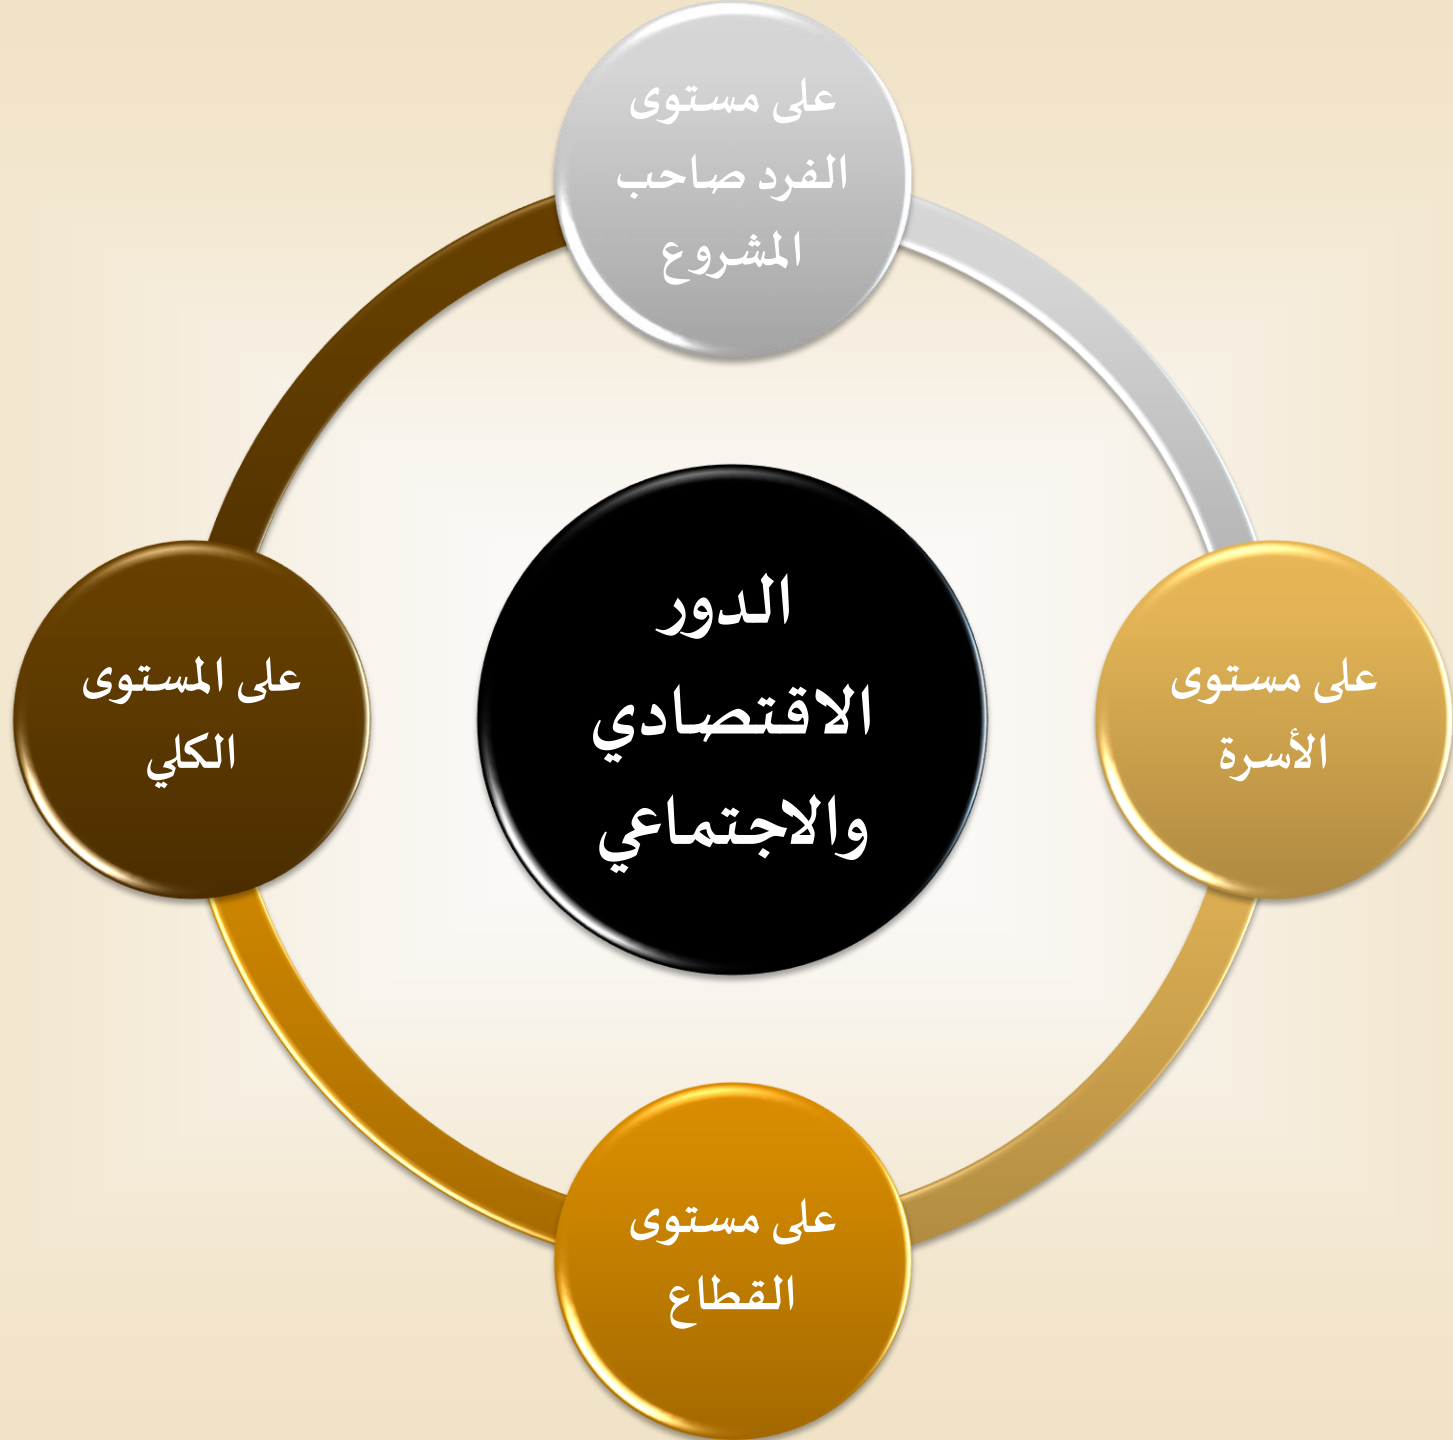 على مستوى
الفرد صاحب
المشروع
الدور
الاقتصادي
والاجتماعي
على مستوى
الأسرة
على مستوى
القطاع
على المستوى
الكلي